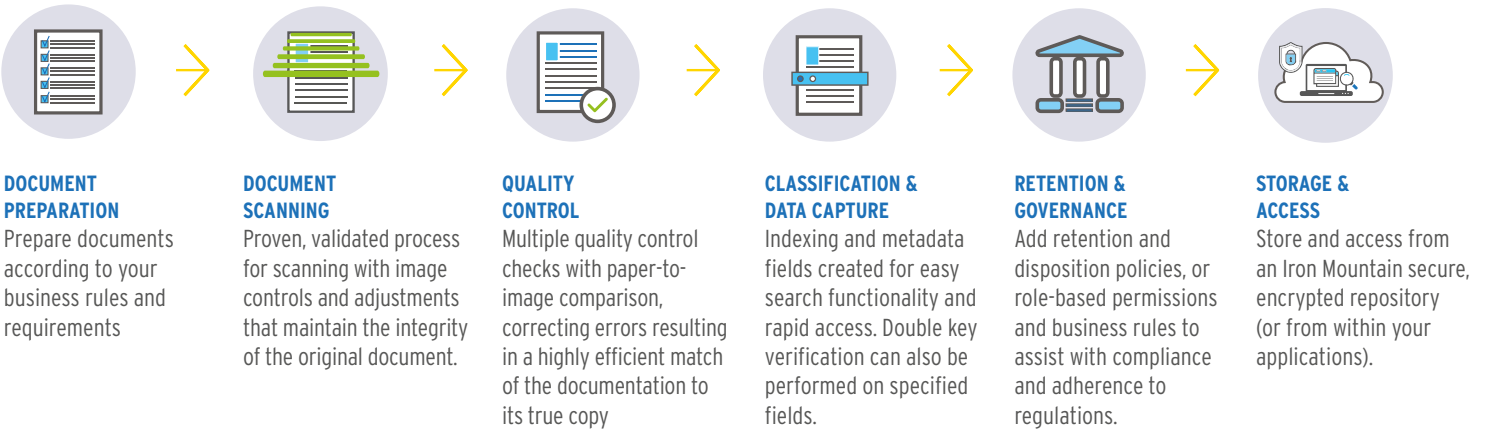 DOCUMENT
PREPARATION
Prepare documents
according to your
business rules and
requirements
DOCUMENT
SCANNING
Proven, validated process
for scanning with image
controls and adjustments
that maintain the integrity
of the original document.
QUALITY
CONTROL
Multiple quality control
checks with paper-to-
image comparison,
correcting errors resulting
in a highly efficient match
of the documentation to
its true copy
CLASSIFICATION &
DATA CAPTURE
Indexing and metadata
fields created for easy
search functionality and
rapid access. Double key
verification can also be
performed on specified
fields.
RETENTION &
GOVERNANCE
Add retention and
disposition policies, or
role-based permissions
and business rules to
assist with compliance
and adherence to
regulations.
STORAGE &
ACCESS
Store and access from
an Iron Mountain secure,
encrypted repository
(or from within your
applications).